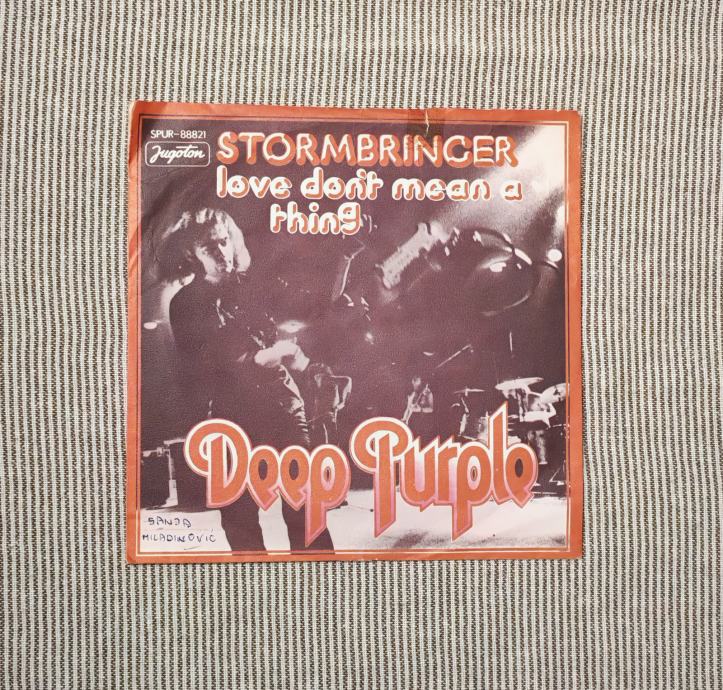 SPUR-88821
Jugoton
STORMBRINGER
love don't mean a
thing
Deep Purple
SANJA
MILADINOVIĆ